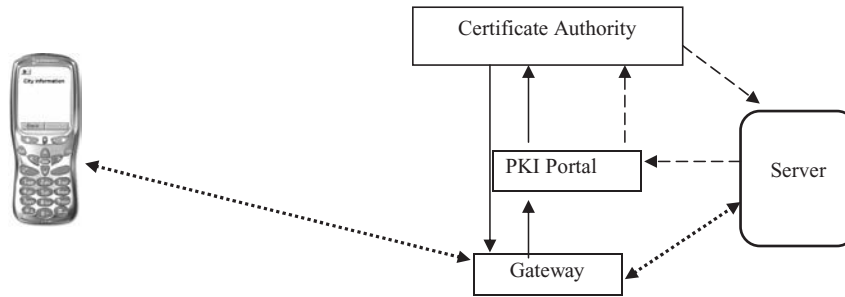 Certificate Authority
City information
PKI Portal
Server
Gateway